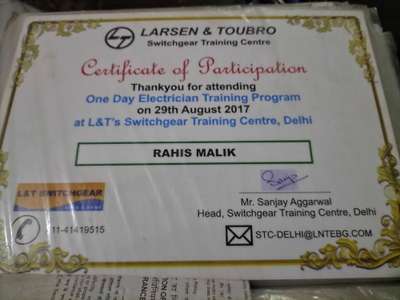 LARSEN & TOUBRO
Switchgear Training Centre
Certificate of Participation
Thankyou for attending
One Day Electrician Training Program
on 29th August 2017
at L&T's Switchgear Training Centre, Delhi
RAHIS MALIK
L&T SWITCHGEAR
Mr. Sanjay Aggarwal
Head, Switchgear Training Centre, Delhi
11-41419515
STC-DELHI@LNTEBG.COM